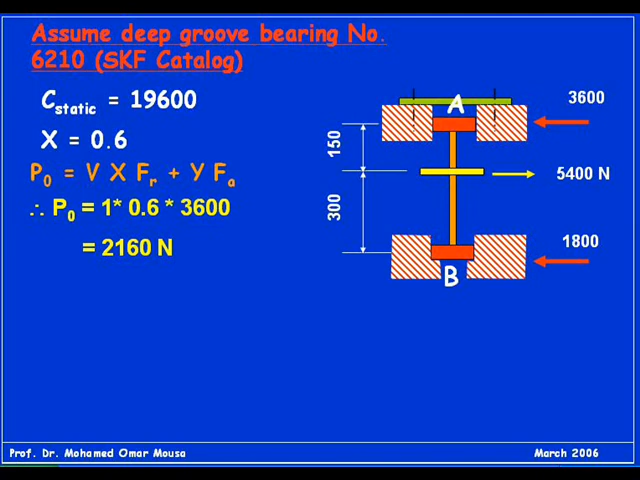 Assume deep groove bearing No.
6210 (SKF Catalog)
Cstatic = 19600
X = 0.6
P0 = V X Fr + Y Fa
∴ P0 = 1* 0.6 * 3600
= 2160 N
A
3600
150
5400 N
300
1800
B
Prof. Dr. Mohamed Omar Mousa
March 2006